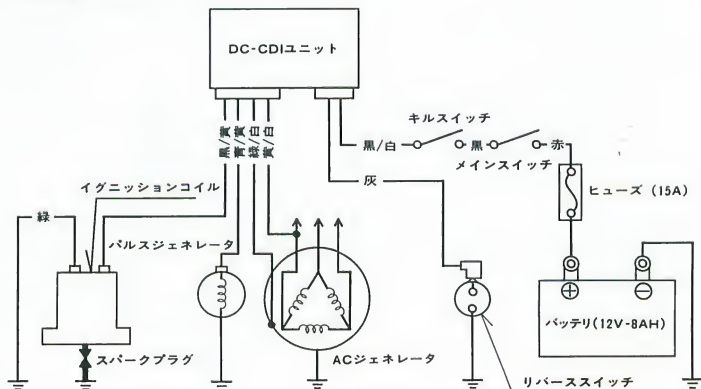 DC-CDIユニット
黒/黄
青/黄
緑/白
黄/白
キルスイッチ
黒/白
黒
赤
メインスイッチ
イグニッションコイル
灰
ヒューズ (15A)
緑
パルスジェネレータ
バッテリ(12V-8AH)
スパークプラグ
ACジェネレータ
リバーススイッチ